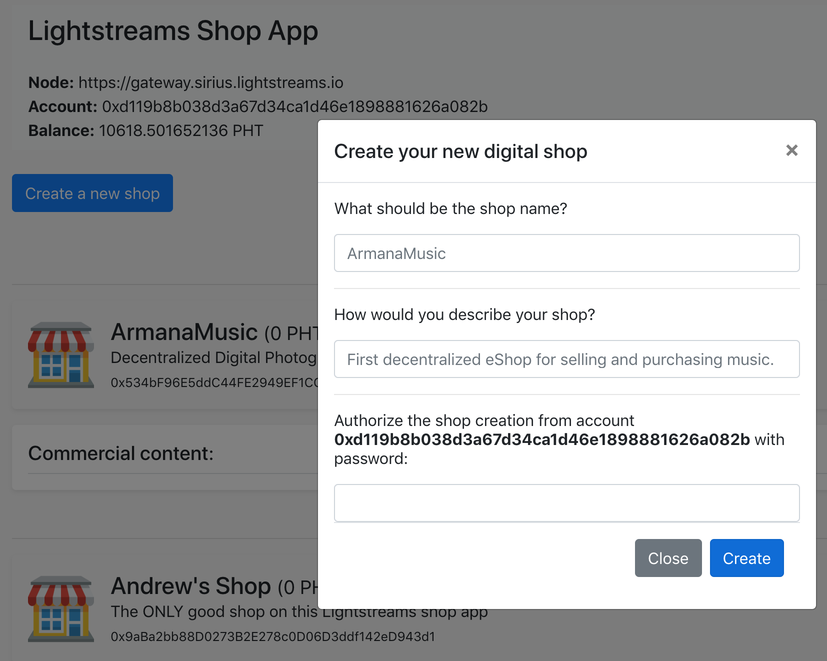 Lightstreams Shop App
Node: https://gateway.sirius.lightstreams.io
Account: 0xd119b8b038d3a67d34ca1d46e1898881626a082b
Balance: 10618.501652136 PHT
Create a new shop
Create your new digital shop
×
What should be the shop name?
ArmanaMusic
How would you describe your shop?
First decentralized eShop for selling and purchasing music.
Authorize the shop creation from account
0xd119b8b038d3a67d34ca1d46e1898881626a082b with
password:
Close
Create
ArmanaMusic (0 PHT
Decentralized Digital Photog
0x534bF96E5ddC44FE2949EF1C
Commercial content:
Andrew's Shop (0 PH
The ONLY good shop on this Lightstreams shop app
0x9aBa2bb88D0273B2E278c0D06D3ddf142eD943d1